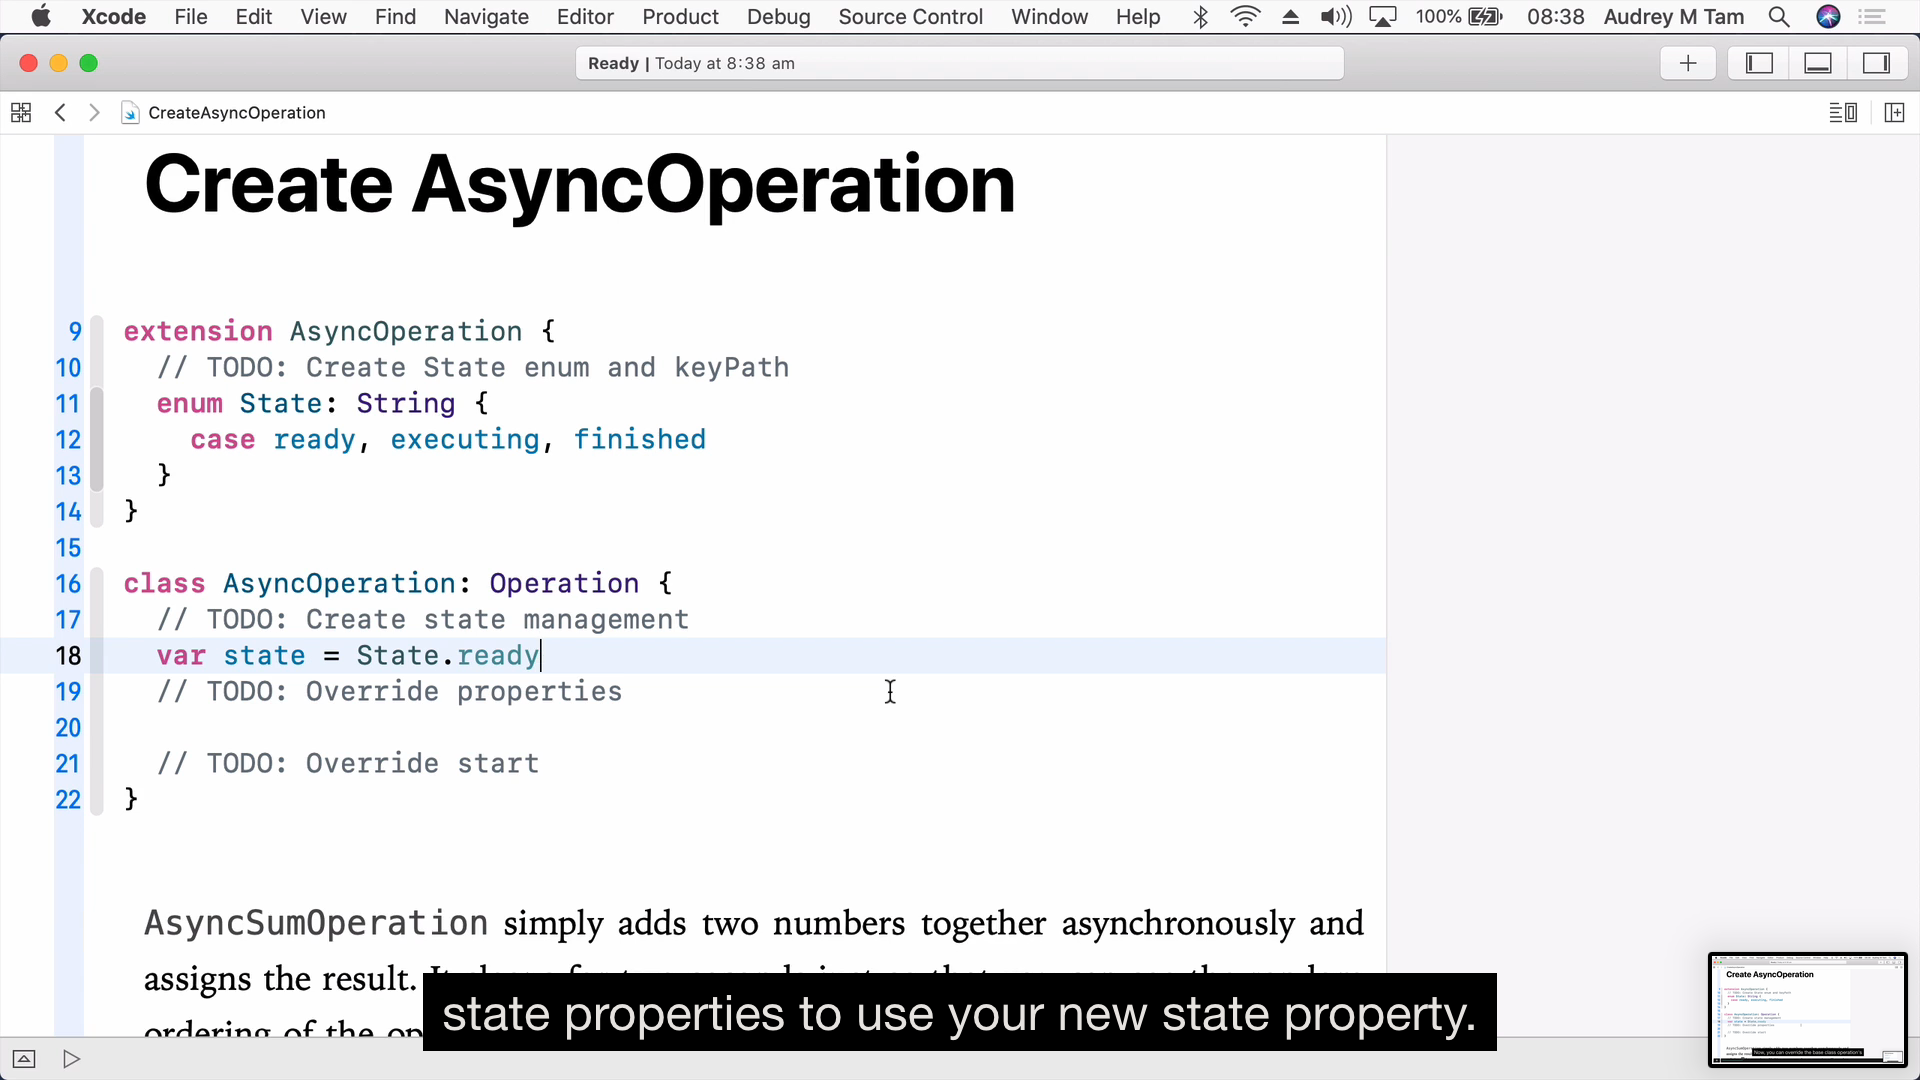 Xcode File Edit View Find Navigate Editor Product Debug Source Control Window Help 100% 08:38 Audrey M Tam
Ready | Today at 8:38 am
CreateAsyncOperation
Create AsyncOperation
9 extension AsyncOperation {
10 // TODO: Create State enum and keyPath
11 enum State: String {
12 case ready, executing, finished
13 }
14 }
15
16 class AsyncOperation: Operation {
17 // TODO: Create state management
18 var state = State.ready
19 // TODO: Override properties
20
21 // TODO: Override start
22 }
AsyncSumOperation simply adds two numbers together asynchronously and
assigns the result.
ordering of the
state properties to use your new state property.
Create AsyncOperation